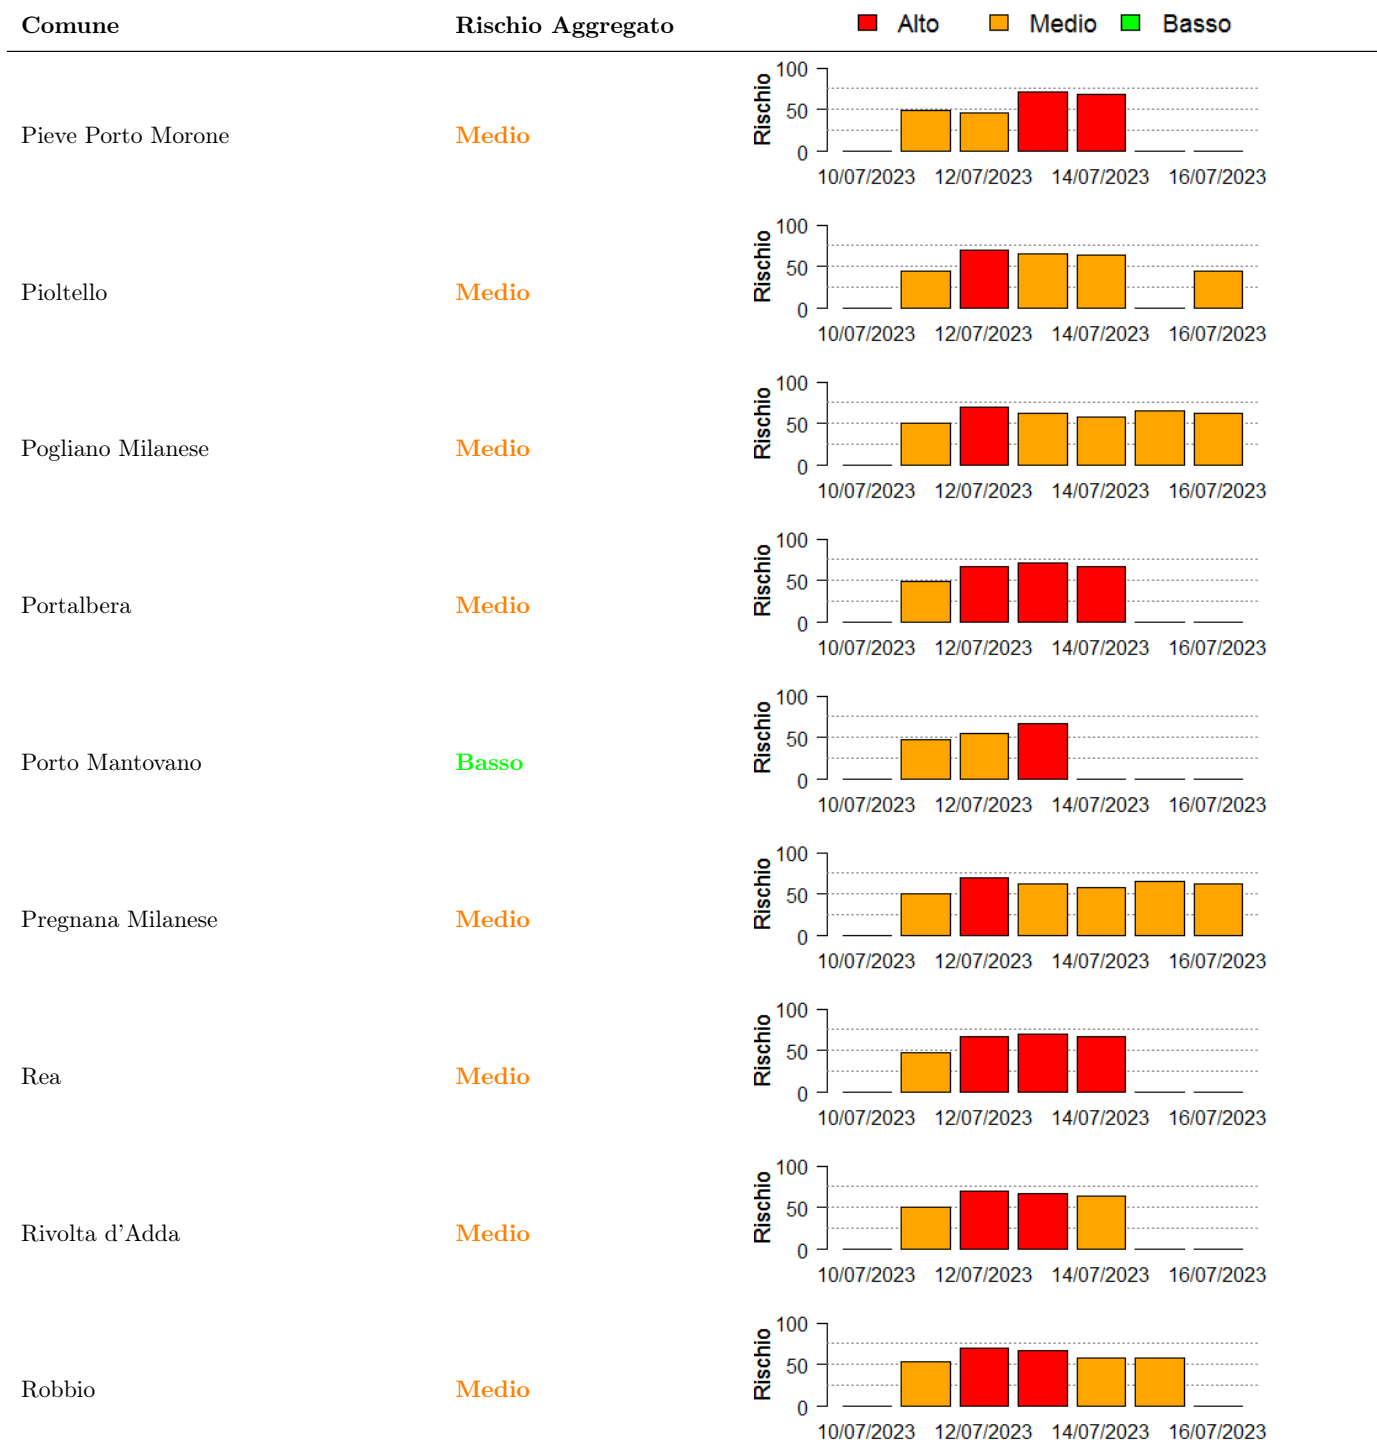 Comune Rischio Aggregato Alto Medio Basso
Pieve Porto Morone Medio
Rischio
100
50
0
10/07/2023 12/07/2023 14/07/2023 16/07/2023
Pioltello Medio
Rischio
100
50
0
10/07/2023 12/07/2023 14/07/2023 16/07/2023
Pogliano Milanese Medio
Rischio
100
50
0
10/07/2023 12/07/2023 14/07/2023 16/07/2023
Portalbera Medio
Rischio
100
50
0
10/07/2023 12/07/2023 14/07/2023 16/07/2023
Porto Mantovano Basso
Rischio
100
50
0
10/07/2023 12/07/2023 14/07/2023 16/07/2023
Pregnana Milanese Medio
Rischio
100
50
0
10/07/2023 12/07/2023 14/07/2023 16/07/2023
Rea Medio
Rischio
100
50
0
10/07/2023 12/07/2023 14/07/2023 16/07/2023
Rivolta d'Adda Medio
Rischio
100
50
0
10/07/2023 12/07/2023 14/07/2023 16/07/2023
Robbio Medio
Rischio
100
50
0
10/07/2023 12/07/2023 14/07/2023 16/07/2023